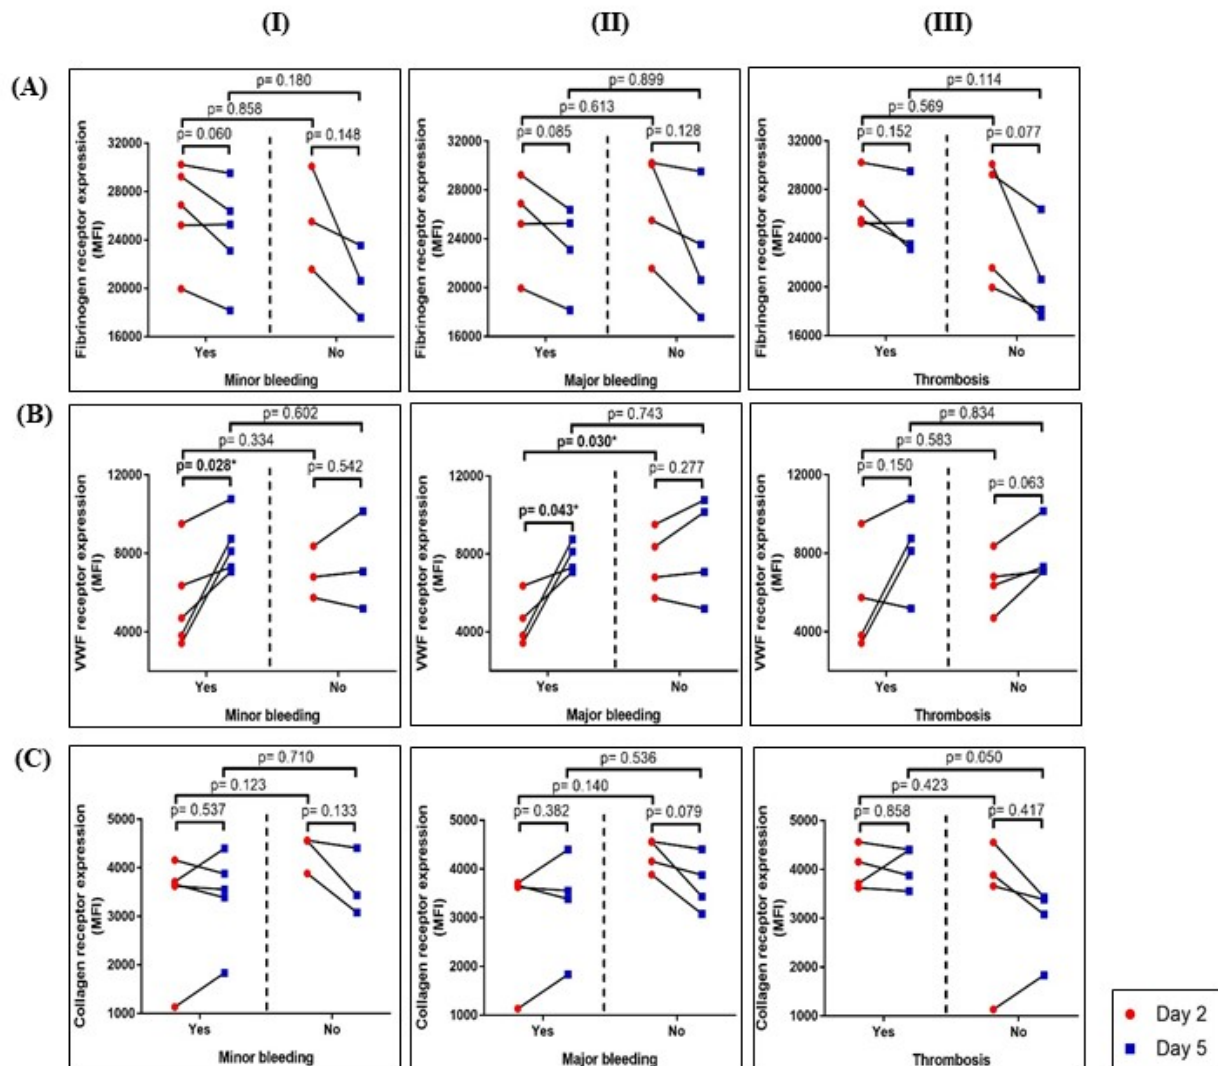 (I) (II) (III)
(A)
p= 0.180
p= 0.858
p= 0.060 p= 0.148
32000
28000
24000
20000
16000
Fibrinogen receptor expression
(MFI)
Yes No
Minor bleeding
p= 0.899
p= 0.613
p= 0.085 p= 0.128
32000
28000
24000
20000
16000
Fibrinogen receptor expression
(MFI)
Yes No
Major bleeding
p= 0.114
p= 0.569
p= 0.152 p= 0.077
32000
28000
24000
20000
16000
Fibrinogen receptor expression
(MFI)
Yes No
Thrombosis
(B)
p= 0.602
p= 0.334
p= 0.028* p= 0.542
12000
8000
4000
VWF receptor expression
(MFI)
Yes No
Minor bleeding
p= 0.743
p= 0.030*
p= 0.277
p= 0.043*
12000
8000
4000
VWF receptor expression
(MFI)
Yes No
Major bleeding
p= 0.834
p= 0.583
p= 0.150
p= 0.063
12000
8000
4000
VWF receptor expression
(MFI)
Yes No
Thrombosis
(C)
p= 0.710
p= 0.123
p= 0.537 p= 0.133
5000
4000
3000
2000
1000
Collagen receptor expression
(MFI)
Yes No
Minor bleeding
p= 0.536
p= 0.140
p= 0.382 p= 0.079
5000
4000
3000
2000
1000
Collagen receptor expression
(MFI)
Yes No
Major bleeding
p= 0.050
p= 0.423
p= 0.858 p= 0.417
5000
4000
3000
2000
1000
Collagen receptor expression
(MFI)
Yes No
Thrombosis
Day 2
Day 5